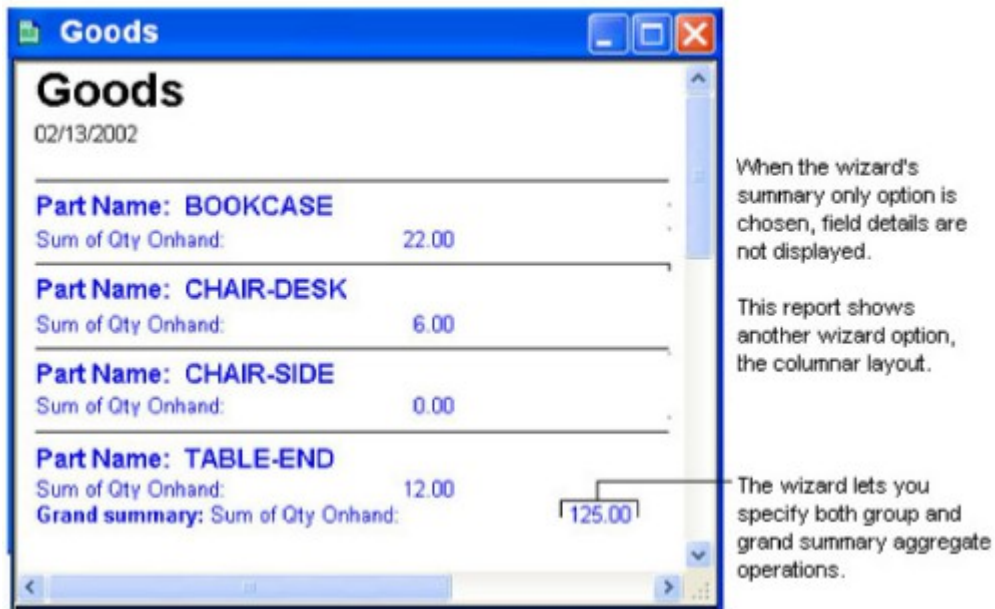 Goods
Goods
02/13/2002
Part Name: BOOKCASE
Sum of Qty Onhand: 22.00
Part Name: CHAIR-DESK
Sum of Qty Onhand: 6.00
Part Name: CHAIR-SIDE
Sum of Qty Onhand: 0.00
Part Name: TABLE-END
Sum of Qty Onhand: 12.00
Grand summary: Sum of Qty Onhand: 125.00
When the wizard's
summary only option is
chosen, field details are
not displayed.
This report shows
another wizard option,
the columnar layout.
The wizard lets you
specify both group and
grand summary aggregate
operations.